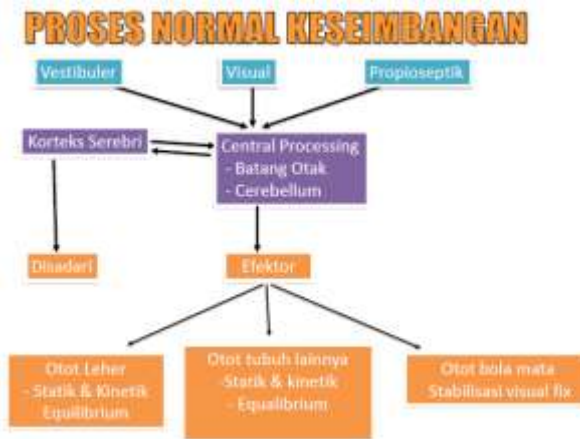 PROSES NORMAL KESEIMBANGAN
Vestibuler
Visual
Propioseptik
Korteks Serebri
Central Processing
- Batang Otak
- Cerebellum
Disadari
Efektor
Otot Leher
- Statik & Kinetik
Equilibrium
Otot tubuh lainnya
-Statik & kinetik
- Equalibrium
Otot bola mata
Stabilisasi visual fix